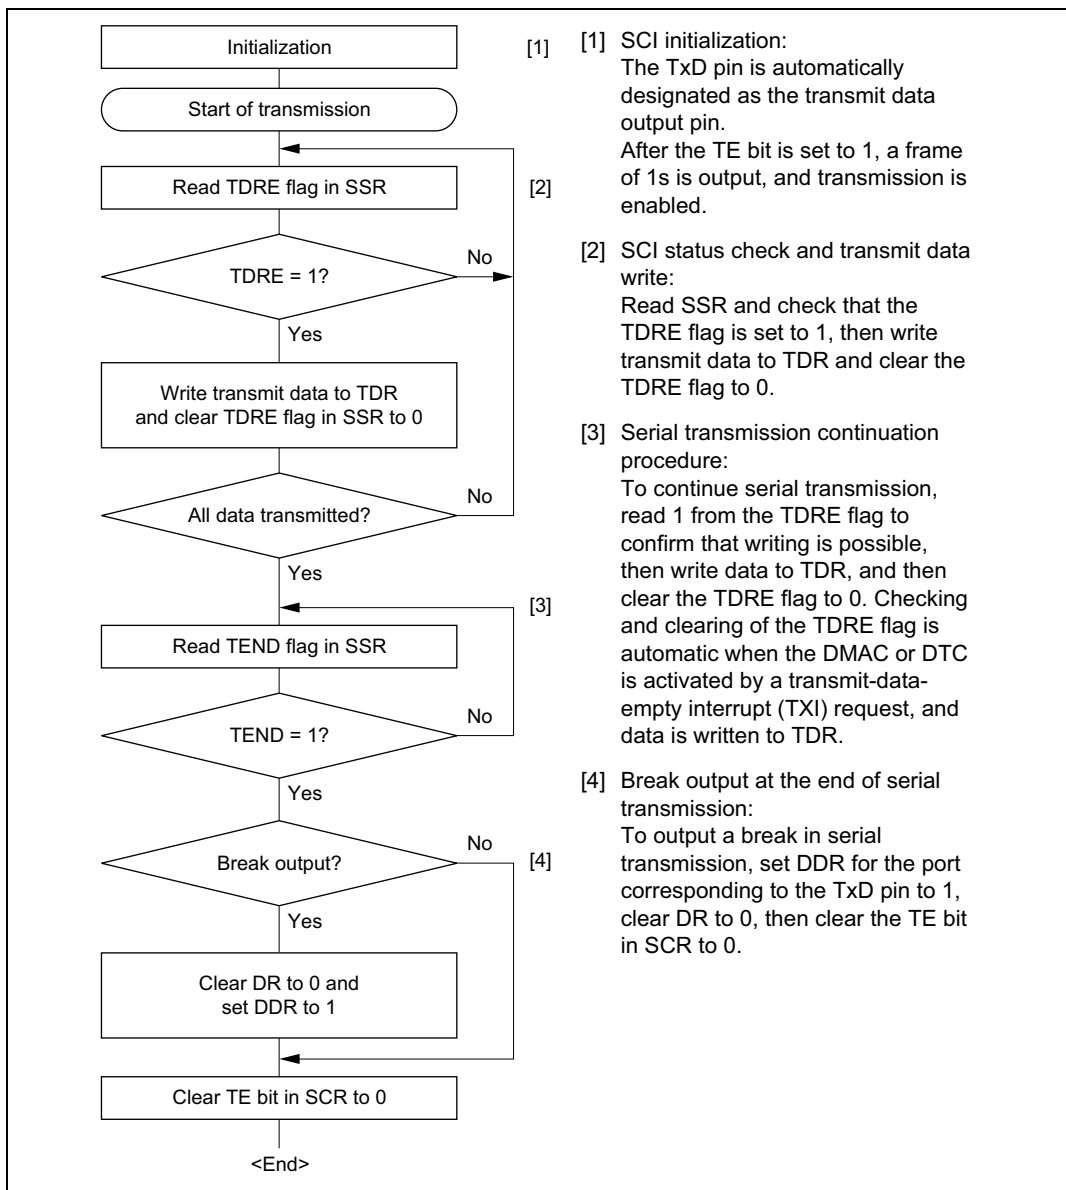 Initialization
[1]
Start of transmission
Read TDRE flag in SSR
[2]
TDRE = 1?
No
Yes
Write transmit data to TDR
and clear TDRE flag in SSR to 0
All data transmitted?
No
Yes
[3]
Read TEND flag in SSR
TEND = 1?
No
Yes
Break output?
No
[4]
Yes
Clear DR to 0 and
set DDR to 1
Clear TE bit in SCR to 0
<End>
[1] SCI initialization:
The TxD pin is automatically
designated as the transmit data
output pin.
After the TE bit is set to 1, a frame
of 1s is output, and transmission is
enabled.
[2] SCI status check and transmit data
write:
Read SSR and check that the
TDRE flag is set to 1, then write
transmit data to TDR and clear the
TDRE flag to 0.
[3] Serial transmission continuation
procedure:
To continue serial transmission,
read 1 from the TDRE flag to
confirm that writing is possible,
then write data to TDR, and then
clear the TDRE flag to 0. Checking
and clearing of the TDRE flag is
automatic when the DMAC or DTC
is activated by a transmit-data-
empty interrupt (TXI) request, and
data is written to TDR.
[4] Break output at the end of serial
transmission:
To output a break in serial
transmission, set DDR for the port
corresponding to the TxD pin to 1,
clear DR to 0, then clear the TE bit
in SCR to 0.